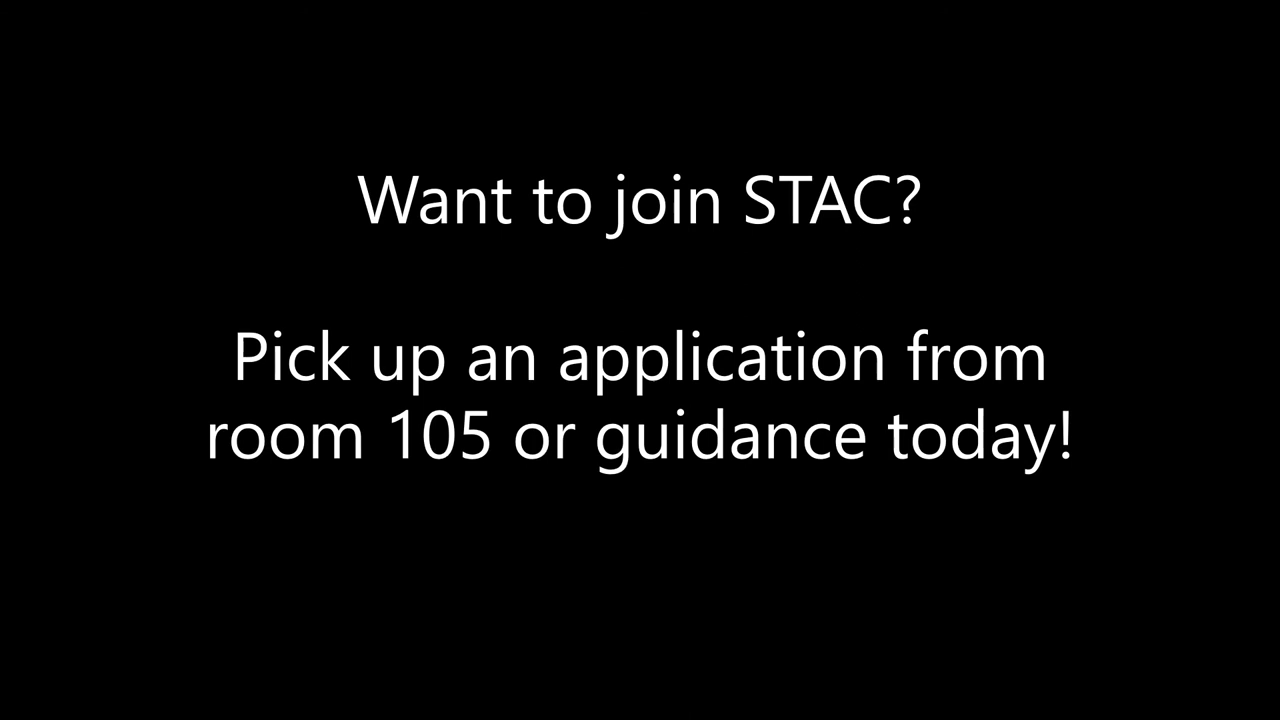 Want to join STAC?
Pick up an application from
room 105 or guidance today!